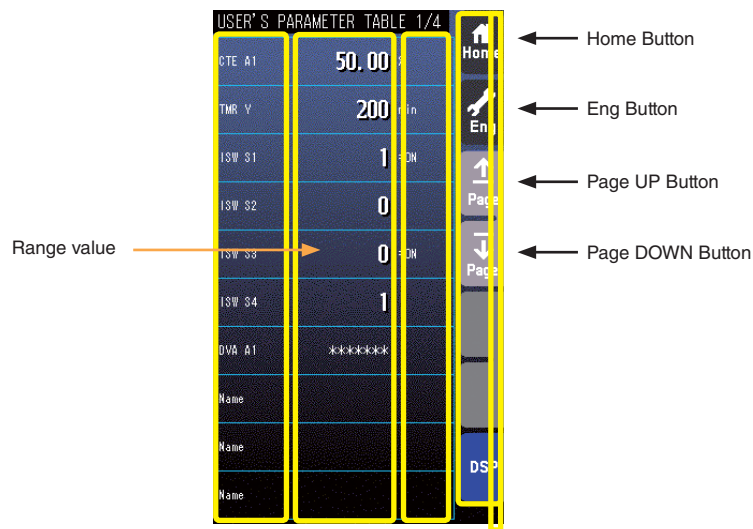 USER'S PARAMETER TABLE 1/4
CTE A1 50.00 %
TMR Y 200 min
ISW S1 1 =ON
ISW S2 0
ISW S3 0 =ON
ISW S4 1
DVA A1 *******
Name
Name
Name
Home
Eng
Page
Page
DSP
Home Button
Eng Button
Page UP Button
Page DOWN Button
Range value